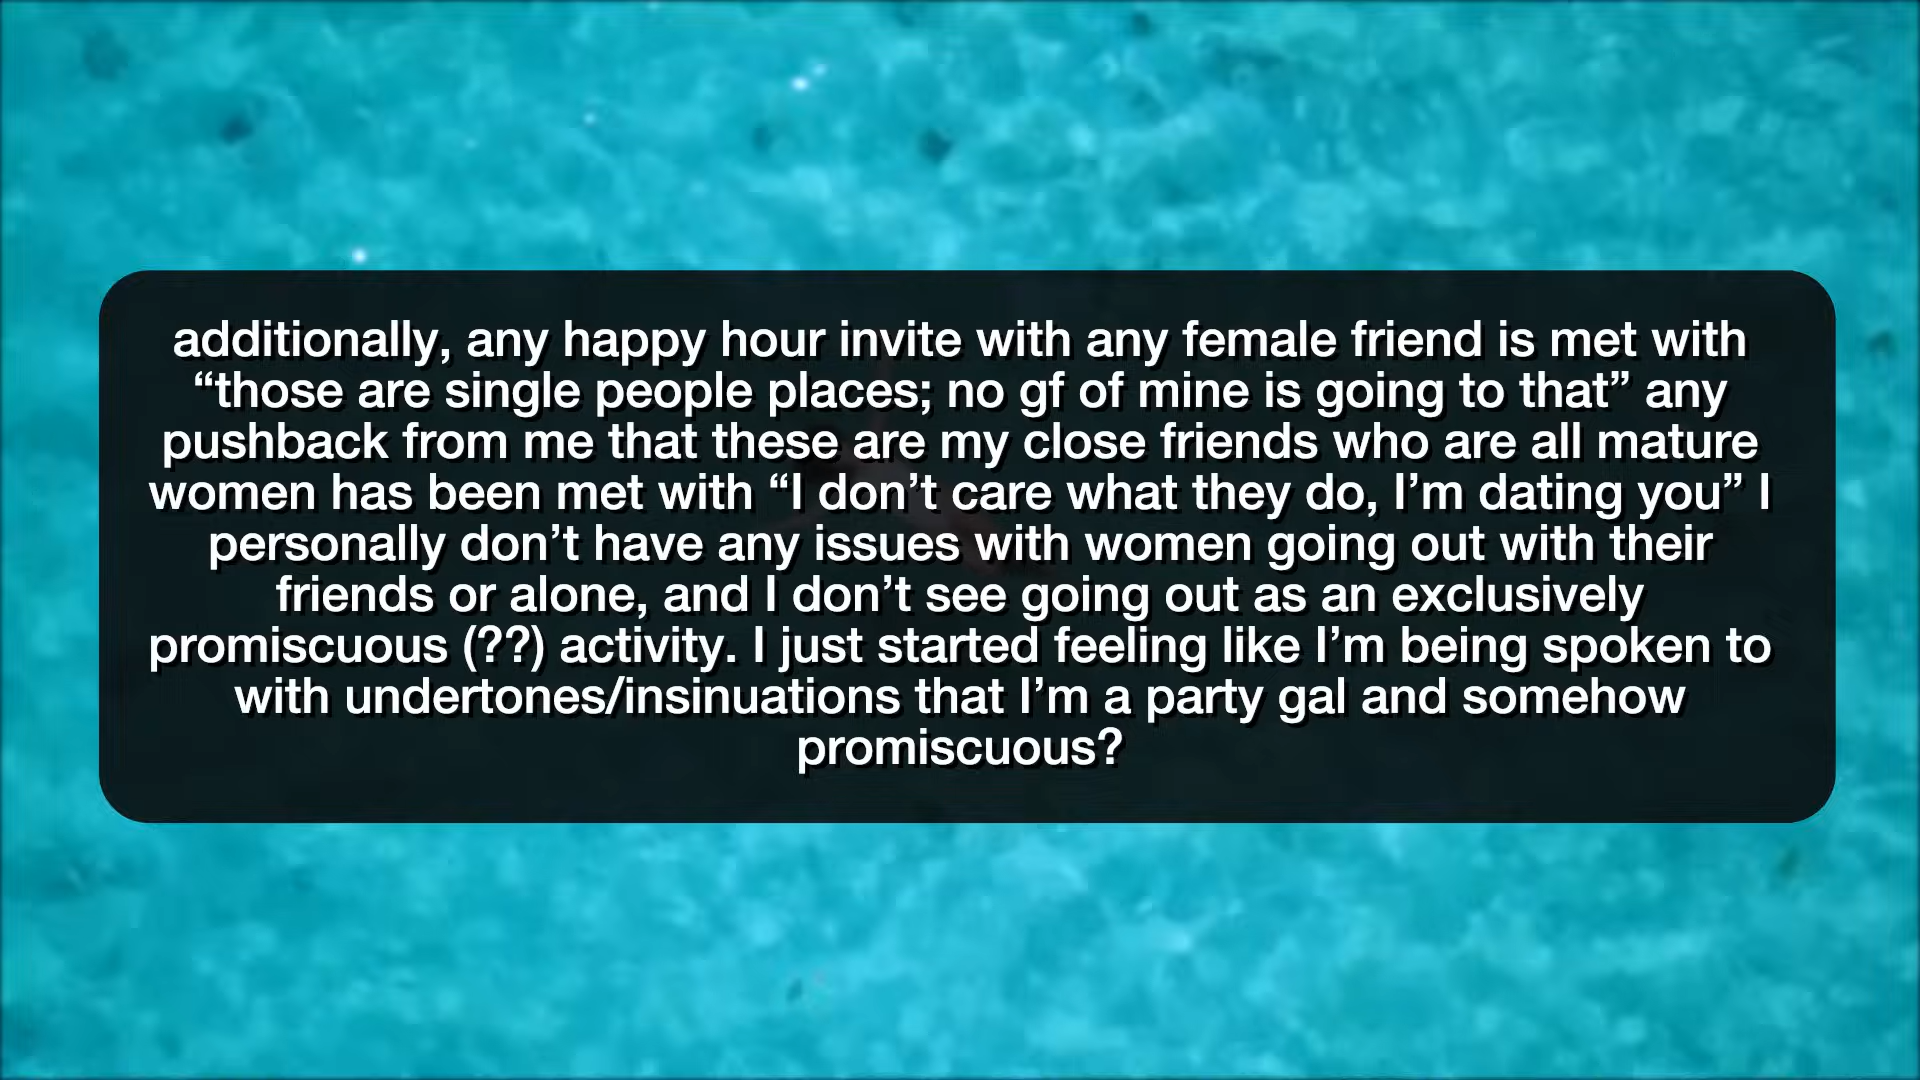 additionally, any happy hour invite with any female friend is met with
“those are single people places; no gf of mine is going to that” any
pushback from me that these are my close friends who are all mature
women has been met with “I don’t care what they do, I’m dating you” I
personally don’t have any issues with women going out with their
friends or alone, and I don’t see going out as an exclusively
promiscuous (??) activity. I just started feeling like I’m being spoken to
with undertones/insinuations that I’m a party gal and somehow
promiscuous?